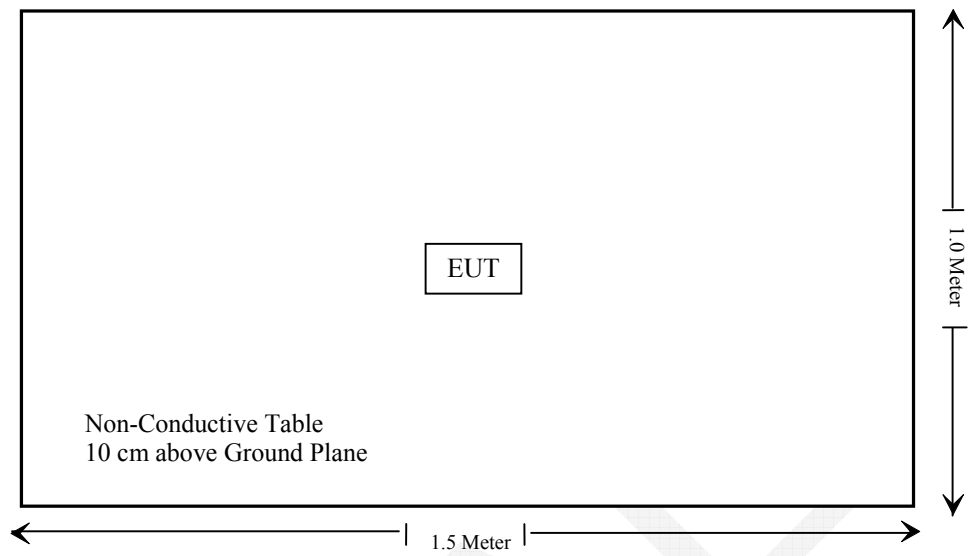 EUT
1.0 Meter
Non-Conductive Table
10 cm above Ground Plane
1.5 Meter